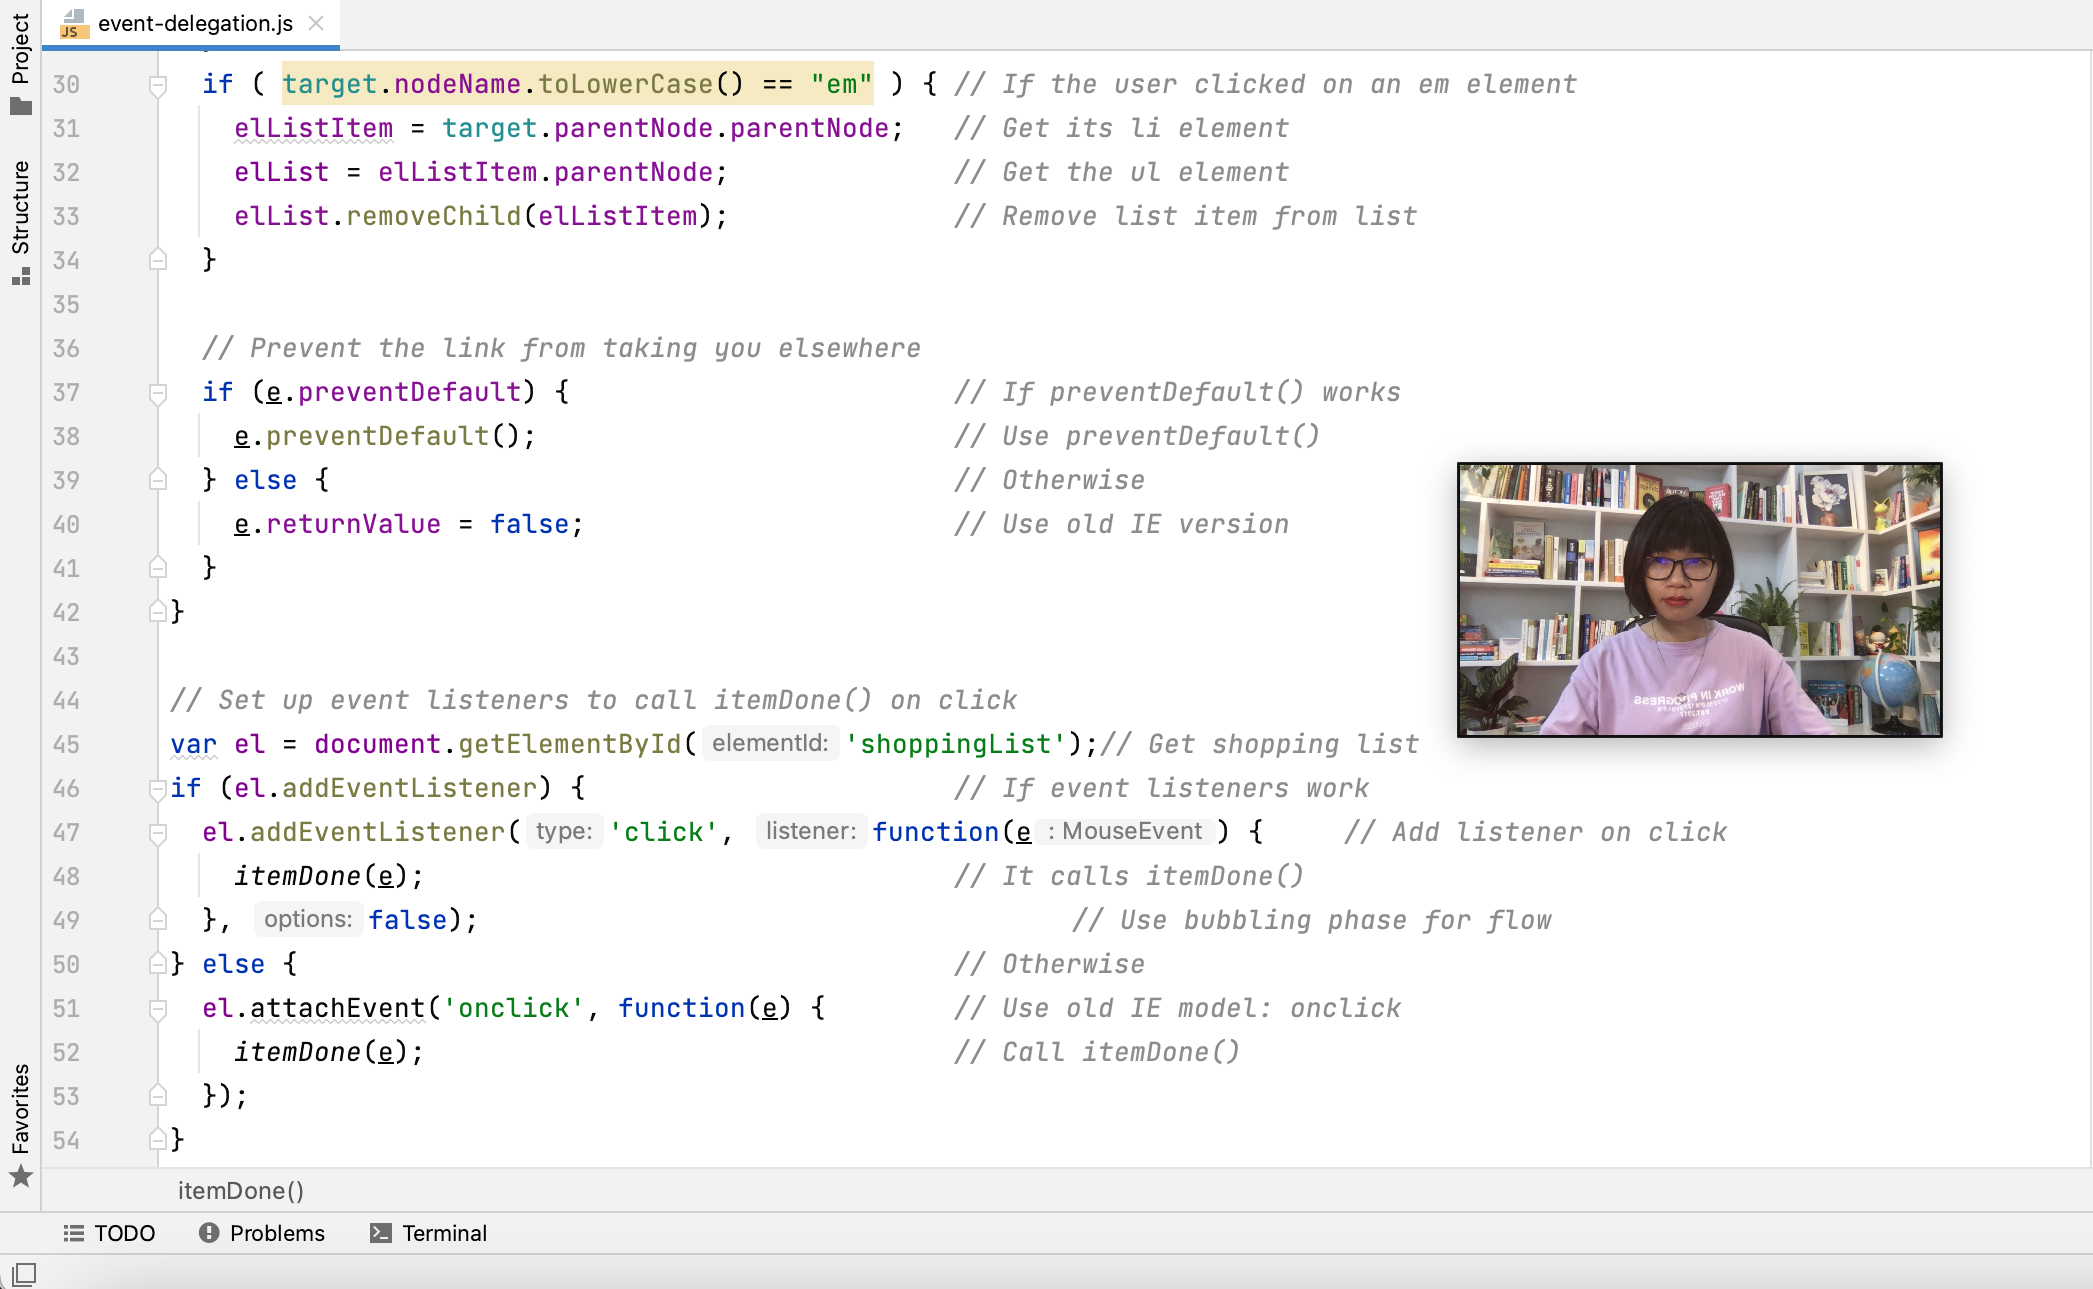 Project
Structure
Favorites
JS event-delegation.js
30 if ( target.nodeName.toLowerCase() == "em" ) { // If the user clicked on an em element
31 elListItem = target.parentNode.parentNode; // Get its li element
32 elList = elListItem.parentNode; // Get the ul element
33 elList.removeChild(elListItem); // Remove list item from list
34 }
35
36 // Prevent the link from taking you elsewhere
37 if (e.preventDefault) { // If preventDefault() works
38 e.preventDefault(); // Use preventDefault()
39 } else { // Otherwise
40 e.returnValue = false; // Use old IE version
41 }
42 }
43
44 // Set up event listeners to call itemDone() on click
45 var el = document.getElementById( elementId: 'shoppingList');// Get shopping list
46 if (el.addEventListener) { // If event listeners work
47 el.addEventListener( type: 'click', listener: function(e : MouseEvent ) { // Add listener on click
48 itemDone(e); // It calls itemDone()
49 }, options: false); // Use bubbling phase for flow
50 } else { // Otherwise
51 el.attachEvent('onclick', function(e) { // Use old IE model: onclick
52 itemDone(e); // Call itemDone()
53 });
54 }
WORK IN PROGRESS
itemDone()
TODO Problems Terminal